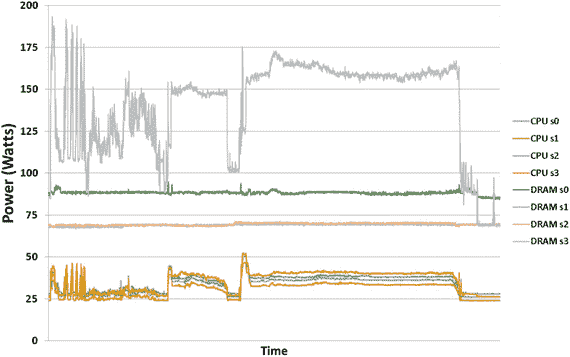 200
175
150
125
100
75
50
25
0
Power (Watts)
Time
CPU s0
CPU s1
CPU s2
CPU s3
DRAM s0
DRAM s1
DRAM s2
DRAM s3